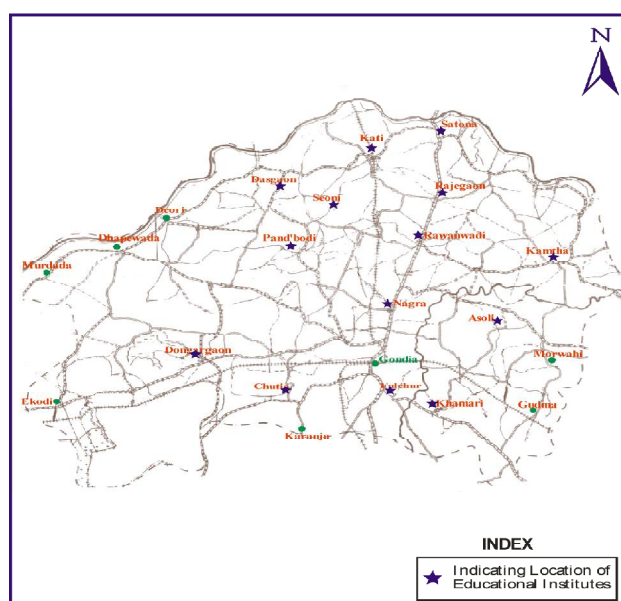 N
Satona
Kati
Dasgaon
Rajegaon
Seoni
Deori
Rawanwadi
Dhapewada
Pand'bodi
Kamtha
Murdada
Nagra
Asoli
Dongargaon
Gondia
Morwahi
Chutia
Fulchur
Ekodi
Khamari
Gudma
Karanja
INDEX
Indicating Location of
Educational Institutes